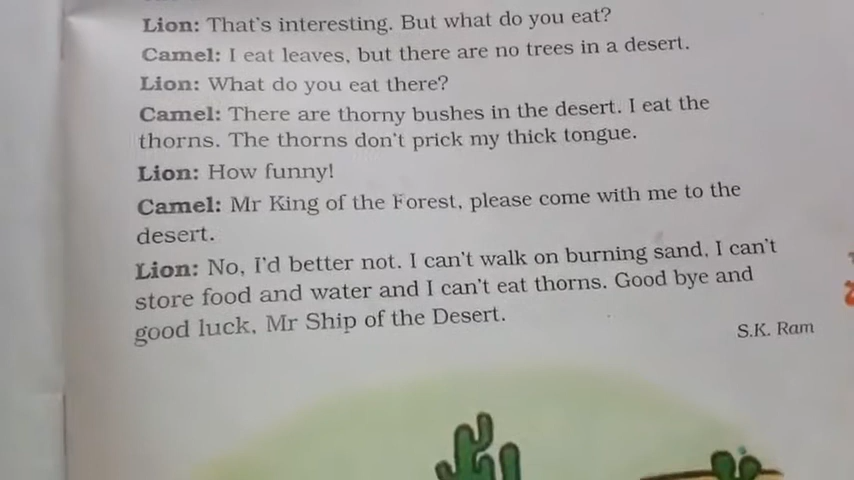 Lion: That's interesting. But what do you eat?
Camel: I eat leaves, but there are no trees in a desert.
Lion: What do you eat there?
Camel: There are thorny bushes in the desert. I eat the
thorns. The thorns don't prick my thick tongue.
Lion: How funny!
Camel: Mr King of the Forest, please come with me to the
desert.
Lion: No, I'd better not. I can't walk on burning sand, I can't
store food and water and I can't eat thorns. Good bye and
good luck, Mr Ship of the Desert.
S.K. Ram